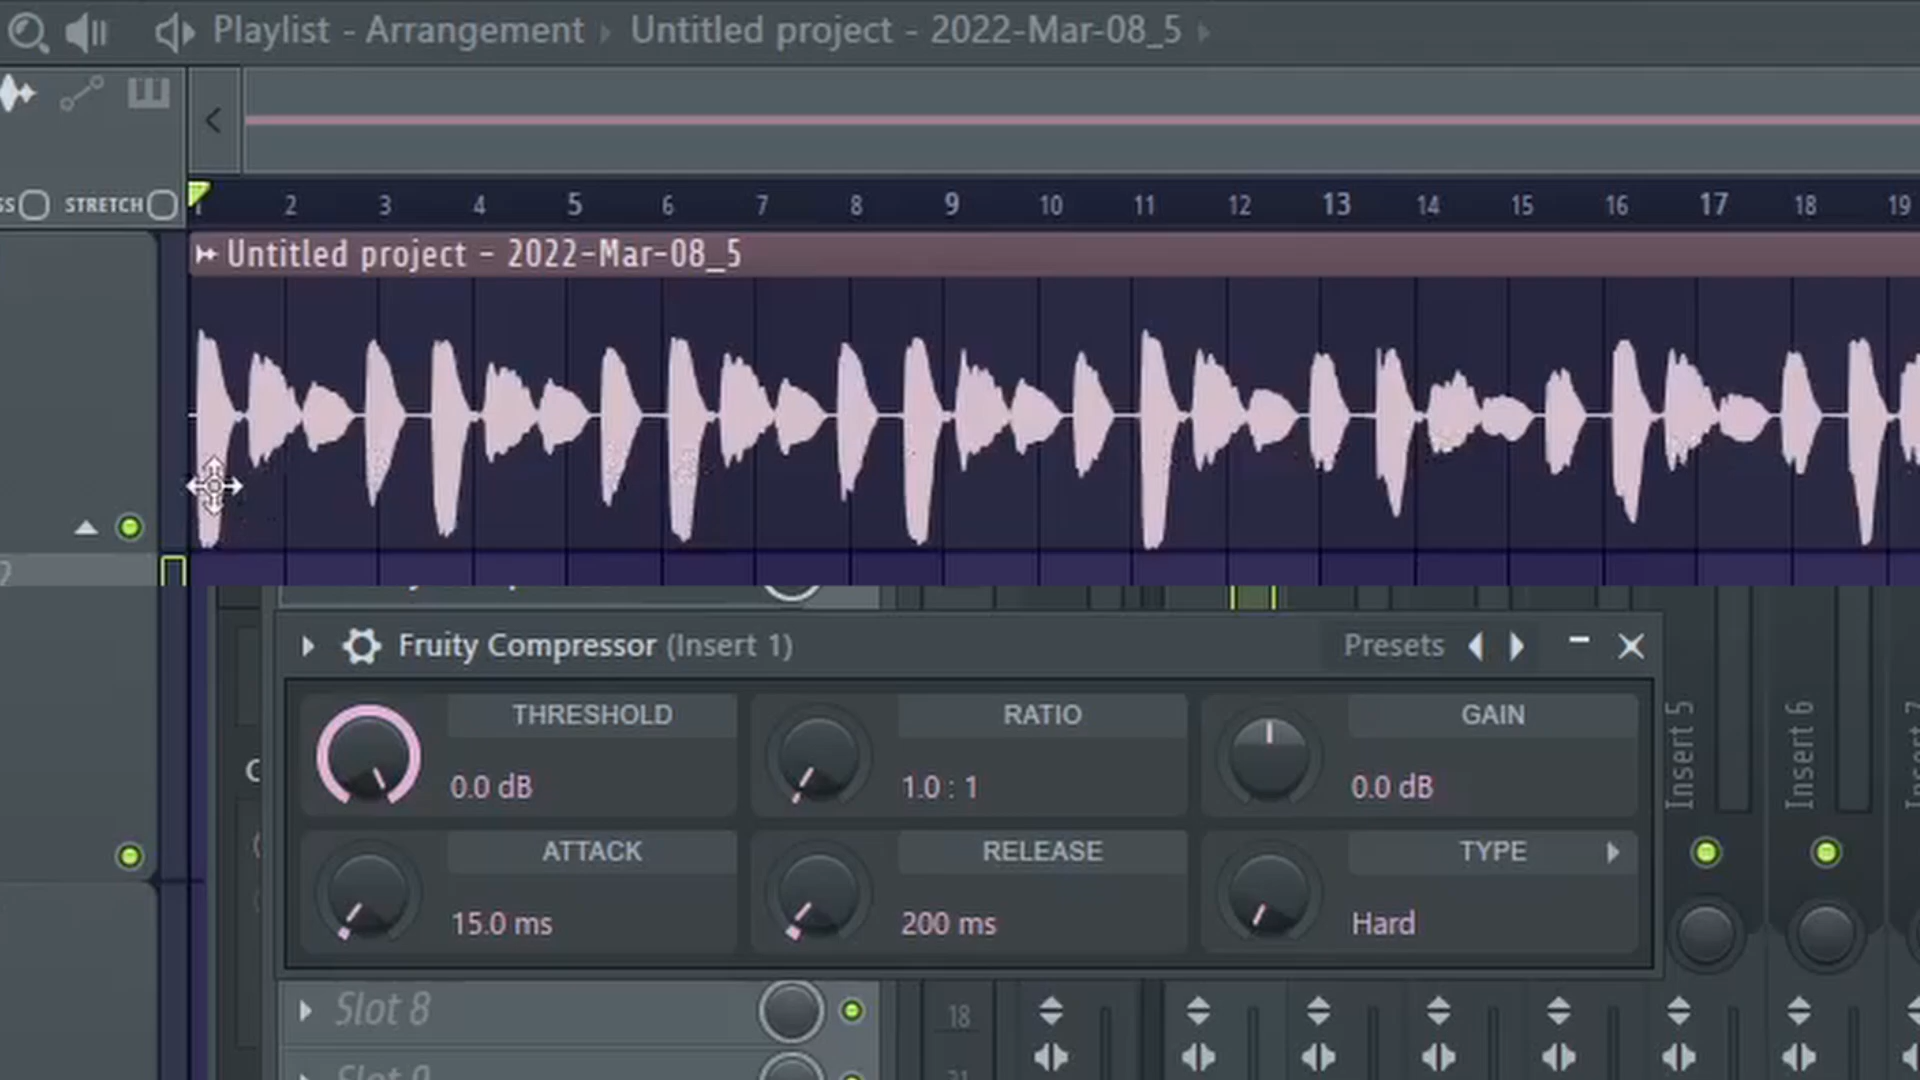 Playlist - Arrangement › Untitled project - 2022-Mar-08_5
SS STRETCH
1 2 3 4 5 6 7 8 9 10 11 12 13 14 15 16 17 18 19
Untitled project - 2022-Mar-08_5
Fruity Compressor (Insert 1) Presets
THRESHOLD RATIO GAIN
0.0 dB 1.0 : 1 0.0 dB
ATTACK RELEASE TYPE
15.0 ms 200 ms Hard
Insert 5
Insert 6
Slot 8
18